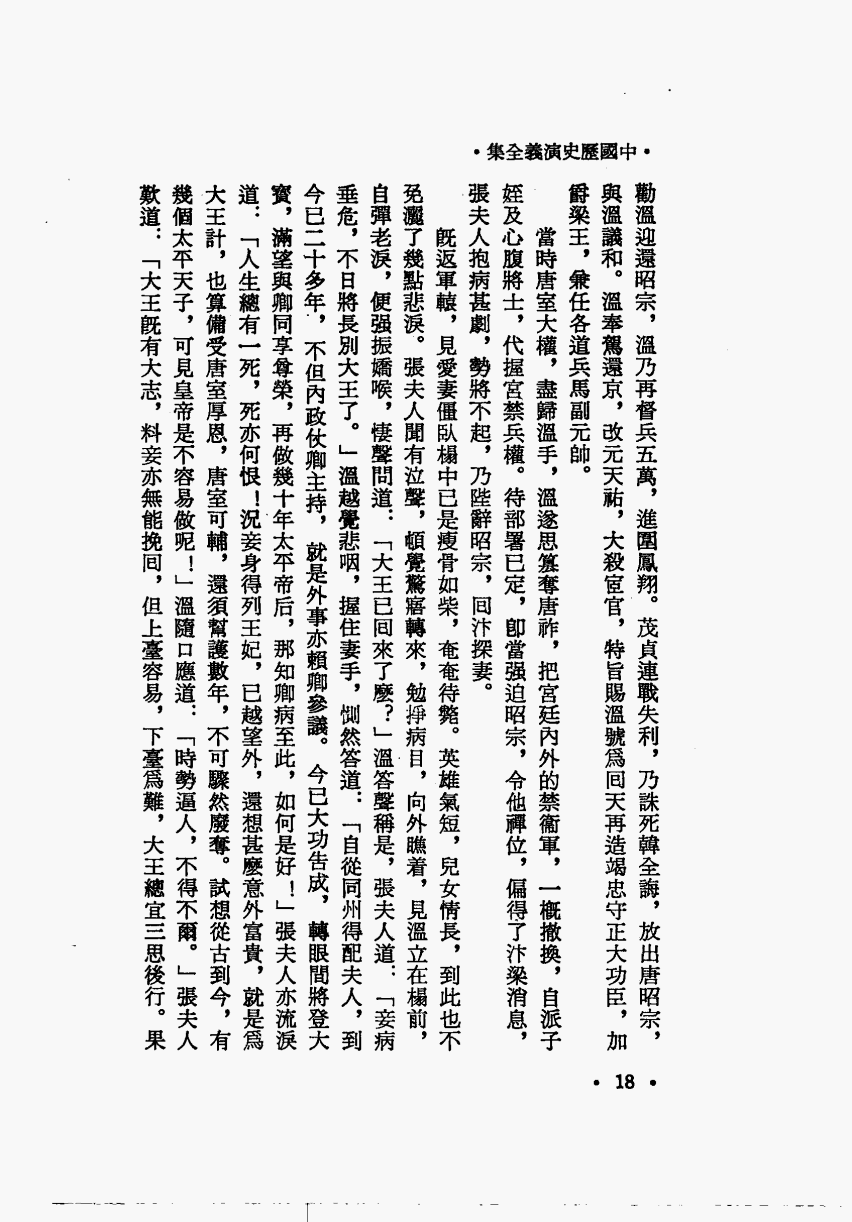 ·中國歷史演義全集·
勸溫迎還昭宗，溫乃再督兵五萬，進圍鳳翔。茂貞連戰失利，乃誅死韓全誨，放出唐昭宗，
與溫議和。溫奉駕還京，改元天祐，大殺宦官，特旨賜溫號爲囘天再造竭忠守正大功臣，加
爵梁王，兼任各道兵馬副元帥。
當時唐室大權，盡歸溫手，溫遂思篡奪唐祚，把宮廷內外的禁衞軍，一概撤換，自派子
姪及心腹將士，代握宮禁兵權。待部署已定，卽當强迫昭宗，令他禪位，偏得了汴梁消息，
張夫人抱病甚劇，勢將不起，乃陛辭昭宗，囘汴探妻。
旣返軍轅，見愛妻僵臥榻中已是瘦骨如柴，奄奄待斃。英雄氣短，兒女情長，到此也不
免灑了幾點悲淚。張夫人聞有泣聲，頓覺驚寤轉來，勉掙病目，向外瞧着，見溫立在榻前，
自彈老淚，便强振嬌喉，悽聲問道：「大王已囘來了麼？」溫答聲稱是，張夫人道：「妾病
垂危，不日將長別大王了。」溫越覺悲咽，握住妻手，惻然答道：「自從同州得配夫人，到
今已二十多年，不但內政仗卿主持，就是外事亦賴卿參議。今已大功告成，轉眼間將登大
寳，滿望與卿同享尊榮，再做幾十年太平帝后，那知卿病至此，如何是好！」張夫人亦流淚
道：「人生總有一死，死亦何恨！況妾身得列王妃，已越望外，還想甚麼意外富貴，就是爲
大王計，也算備受唐室厚恩，唐室可輔，還須幫護數年，不可驟然廢奪。試想從古到今，有
幾個太平天子，可見皇帝是不容易做呢！」溫隨口應道：「時勢逼人，不得不爾。」張夫人
歎道：「大王旣有大志，料妾亦無能挽囘，但上臺容易，下臺爲難，大王總宜三思後行。果
·18·